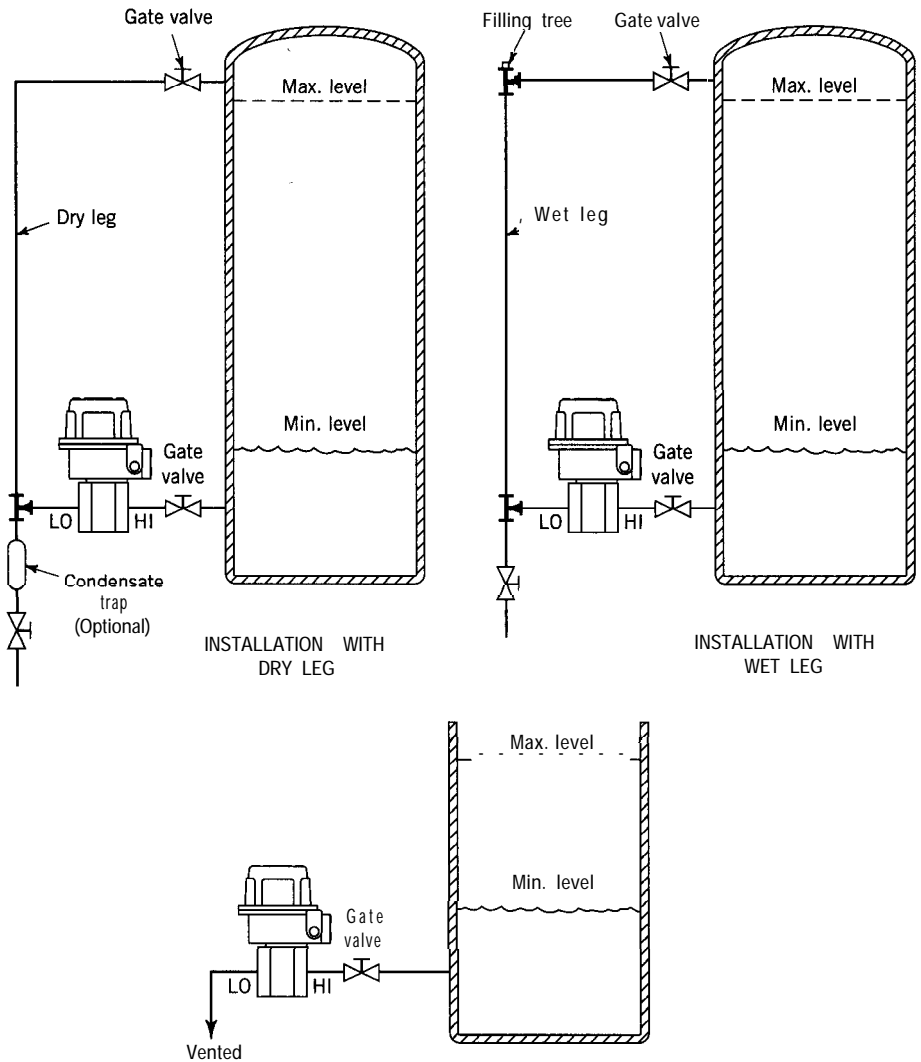 Gate valve
Max. level
Dry leg
Min. level
Gate
valve
LO
HI
Condensate
trap
(Optional)
INSTALLATION WITH
DRY LEG
Filling tree
Gate valve
Max. level
Wet leg
Min. level
Gate
valve
LO
HI
INSTALLATION WITH
WET LEG
Max. level
Min. level
Gate
valve
LO
HI
Vented